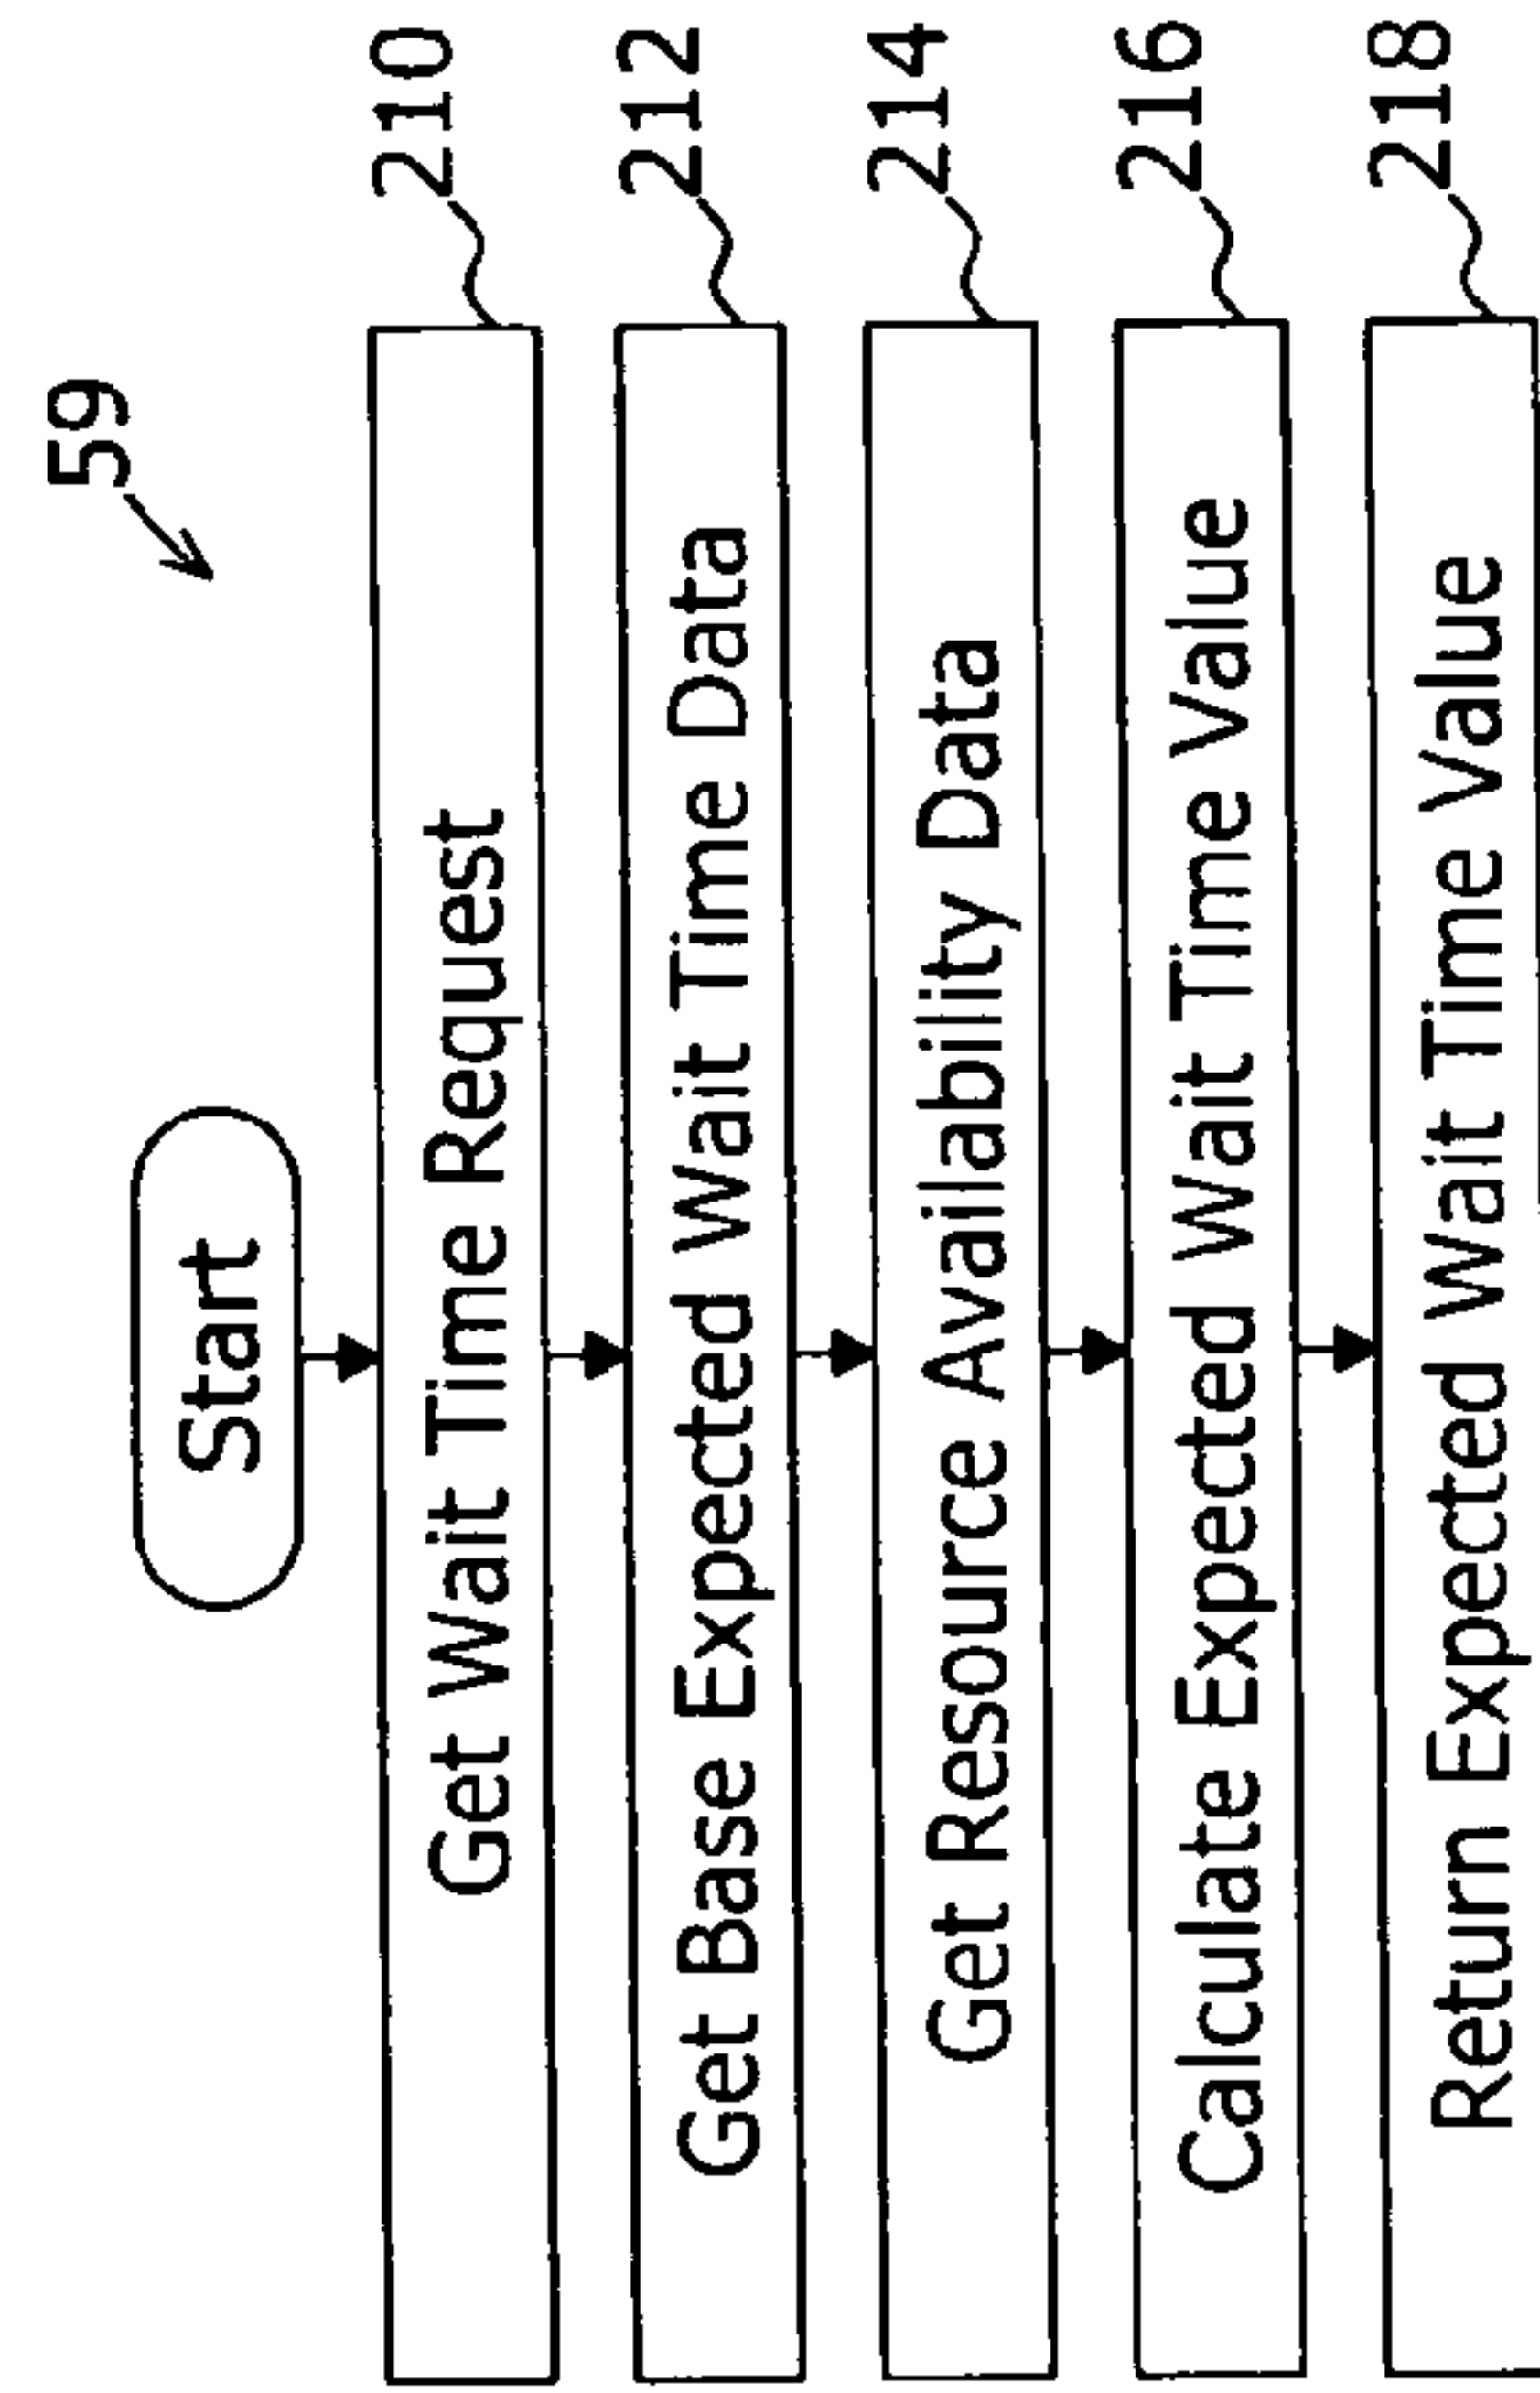 59
Start
Get Wait Time Request
210
Get Base Expected Wait Time Data
212
Get Resource Availability Data
214
Calculate Expected Wait Time Value
216
Return Expected Wait Time Value
218